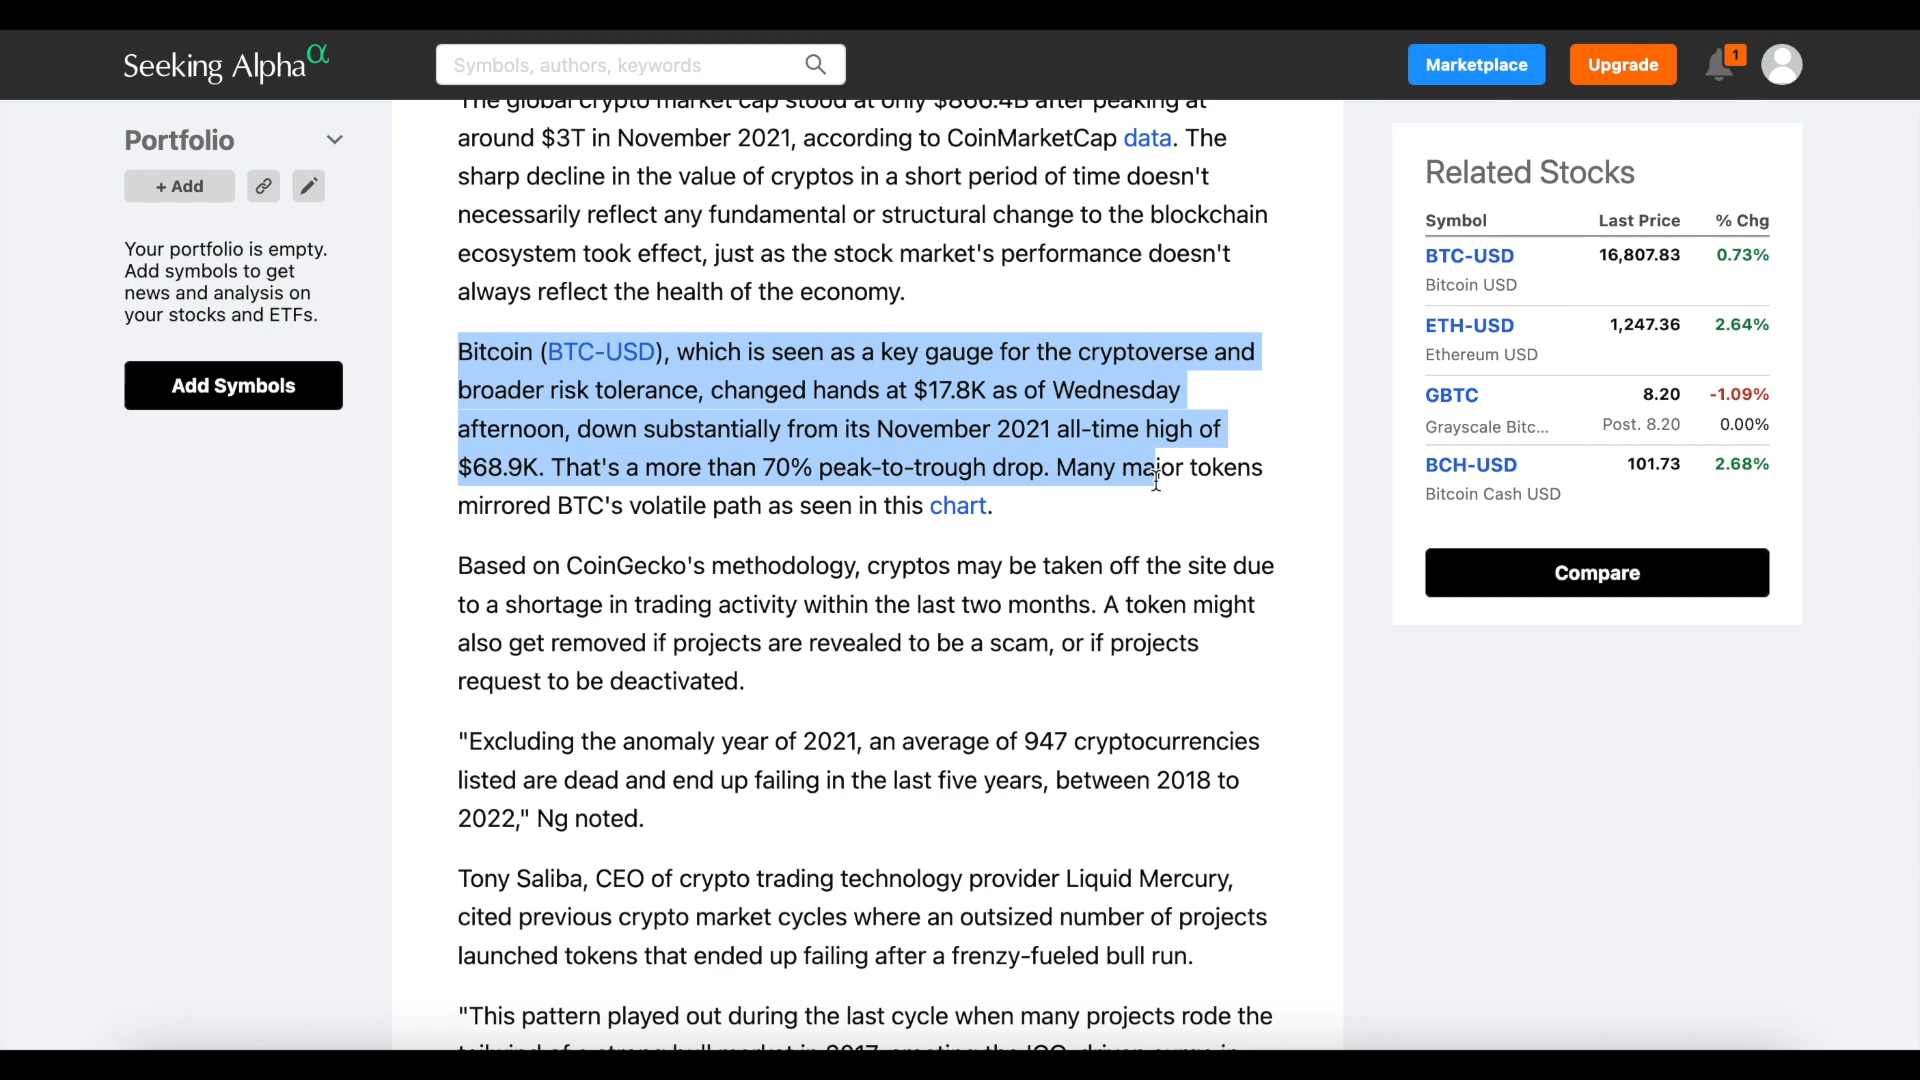 Seeking Alpha α
Symbols, authors, keywords
Marketplace
Upgrade
1
Portfolio
+ Add
Your portfolio is empty.
Add symbols to get
news and analysis on
your stocks and ETFs.
Add Symbols
The global crypto market cap stood at only $866.4B after peaking at
around $3T in November 2021, according to CoinMarketCap data. The
sharp decline in the value of cryptos in a short period of time doesn't
necessarily reflect any fundamental or structural change to the blockchain
ecosystem took effect, just as the stock market's performance doesn't
always reflect the health of the economy.
Bitcoin (BTC-USD), which is seen as a key gauge for the cryptoverse and
broader risk tolerance, changed hands at $17.8K as of Wednesday
afternoon, down substantially from its November 2021 all-time high of
$68.9K. That's a more than 70% peak-to-trough drop. Many major tokens
mirrored BTC's volatile path as seen in this chart.
Based on CoinGecko's methodology, cryptos may be taken off the site due
to a shortage in trading activity within the last two months. A token might
also get removed if projects are revealed to be a scam, or if projects
request to be deactivated.
"Excluding the anomaly year of 2021, an average of 947 cryptocurrencies
listed are dead and end up failing in the last five years, between 2018 to
2022," Ng noted.
Tony Saliba, CEO of crypto trading technology provider Liquid Mercury,
cited previous crypto market cycles where an outsized number of projects
launched tokens that ended up failing after a frenzy-fueled bull run.
"This pattern played out during the last cycle when many projects rode the
Related Stocks
Symbol Last Price % Chg
BTC-USD 16,807.83 0.73%
Bitcoin USD
ETH-USD 1,247.36 2.64%
Ethereum USD
GBTC 8.20 -1.09%
Grayscale Bitc... Post. 8.20 0.00%
BCH-USD 101.73 2.68%
Bitcoin Cash USD
Compare